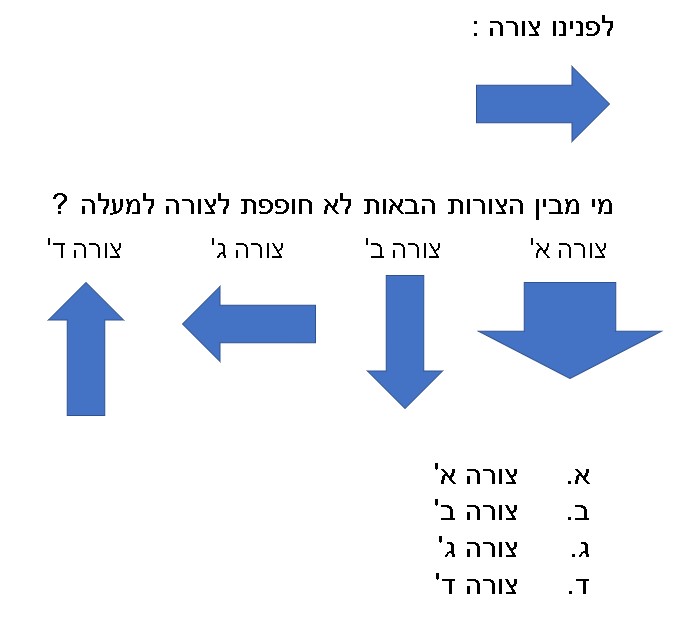 לפנינו צורה :
מי מבין הצורות הבאות לא חופפת לצורה למעלה ?
צורה א' צורה ב' צורה ג' צורה ד'
א. צורה א'
ב. צורה ב'
ג. צורה ג'
ד. צורה ד'